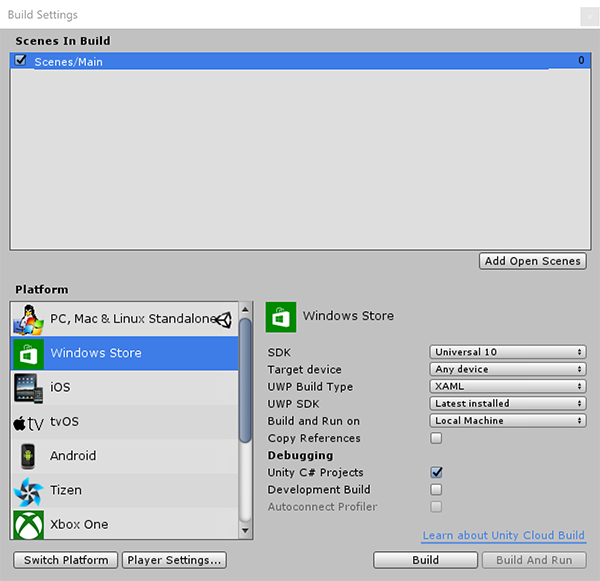 Build Settings
Scenes In Build
Scenes/Main 0
Add Open Scenes
Platform
PC, Mac & Linux Standalone
Windows Store
iOS
tv tvOS
Android
Tizen
Xbox One
Windows Store
SDK Universal 10
Target device Any device
UWP Build Type XAML
UWP SDK Latest installed
Build and Run on Local Machine
Copy References
Debugging
Unity C# Projects
Development Build
Autoconnect Profiler
Learn about Unity Cloud Build
Switch Platform Player Settings... Build Build And Run